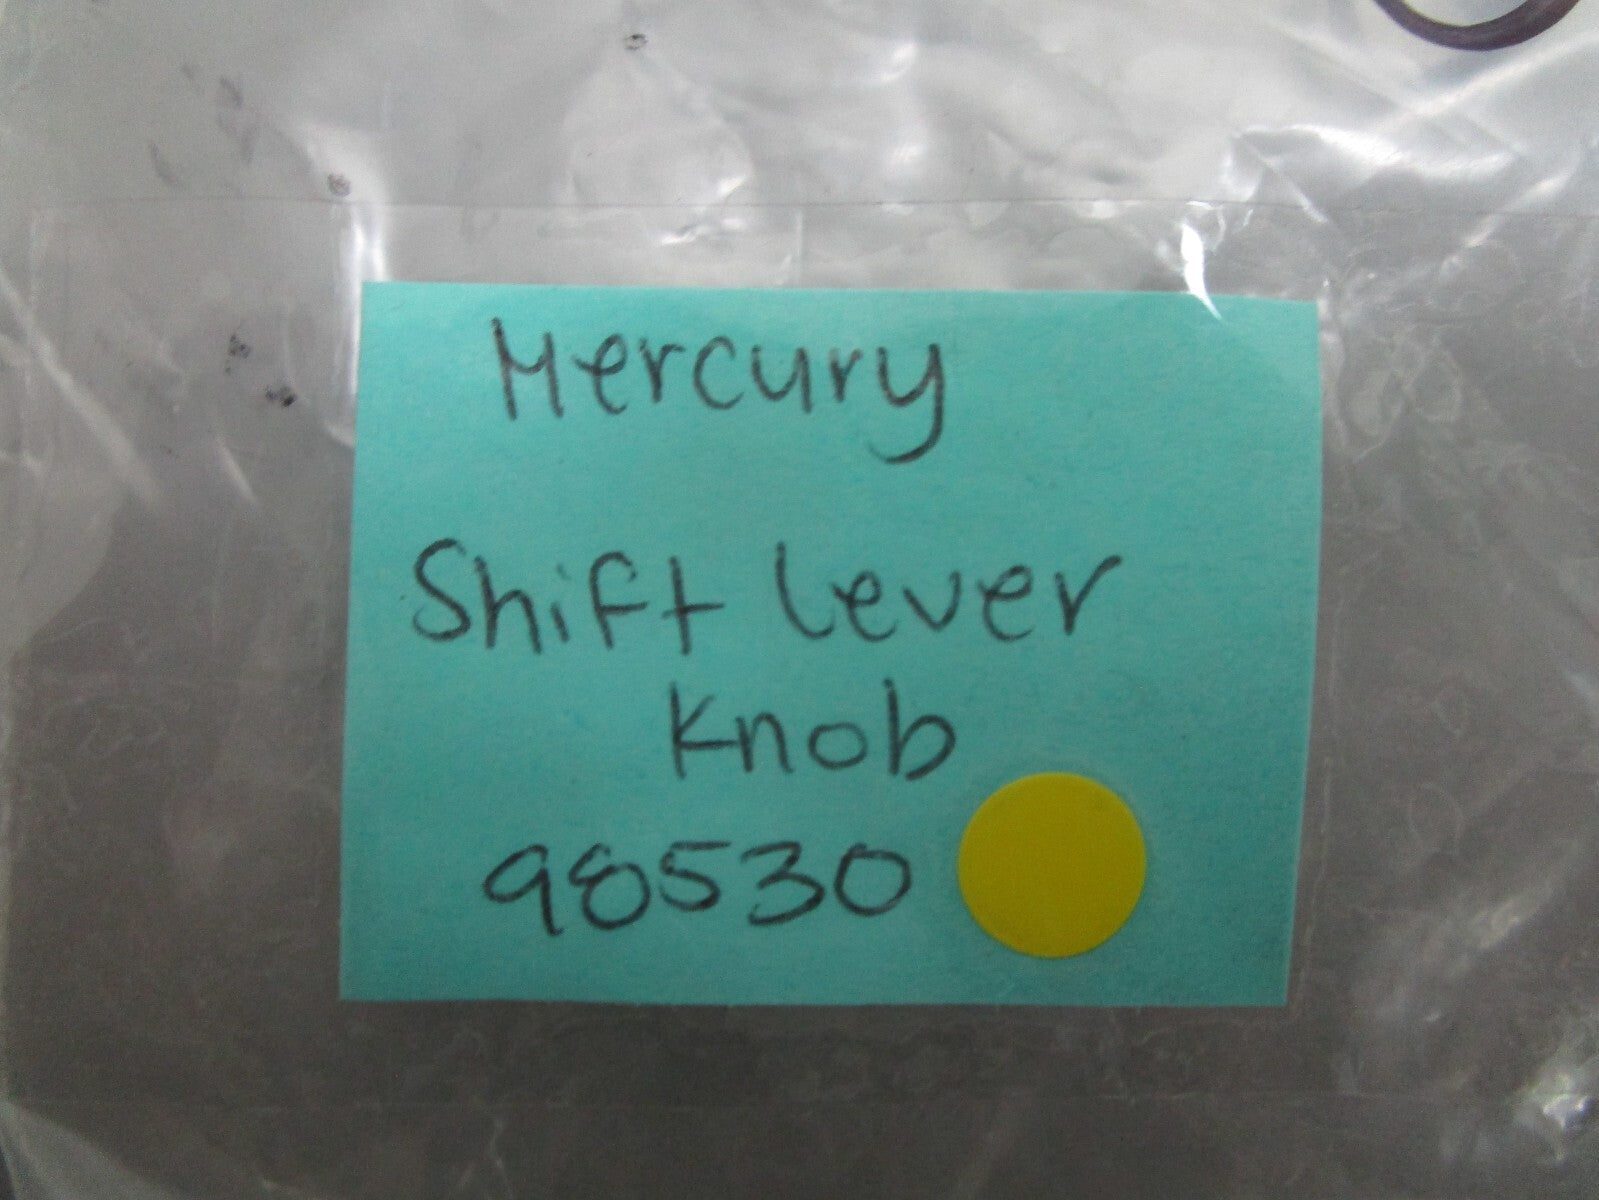 Mercury
Shift lever
Knob
98530